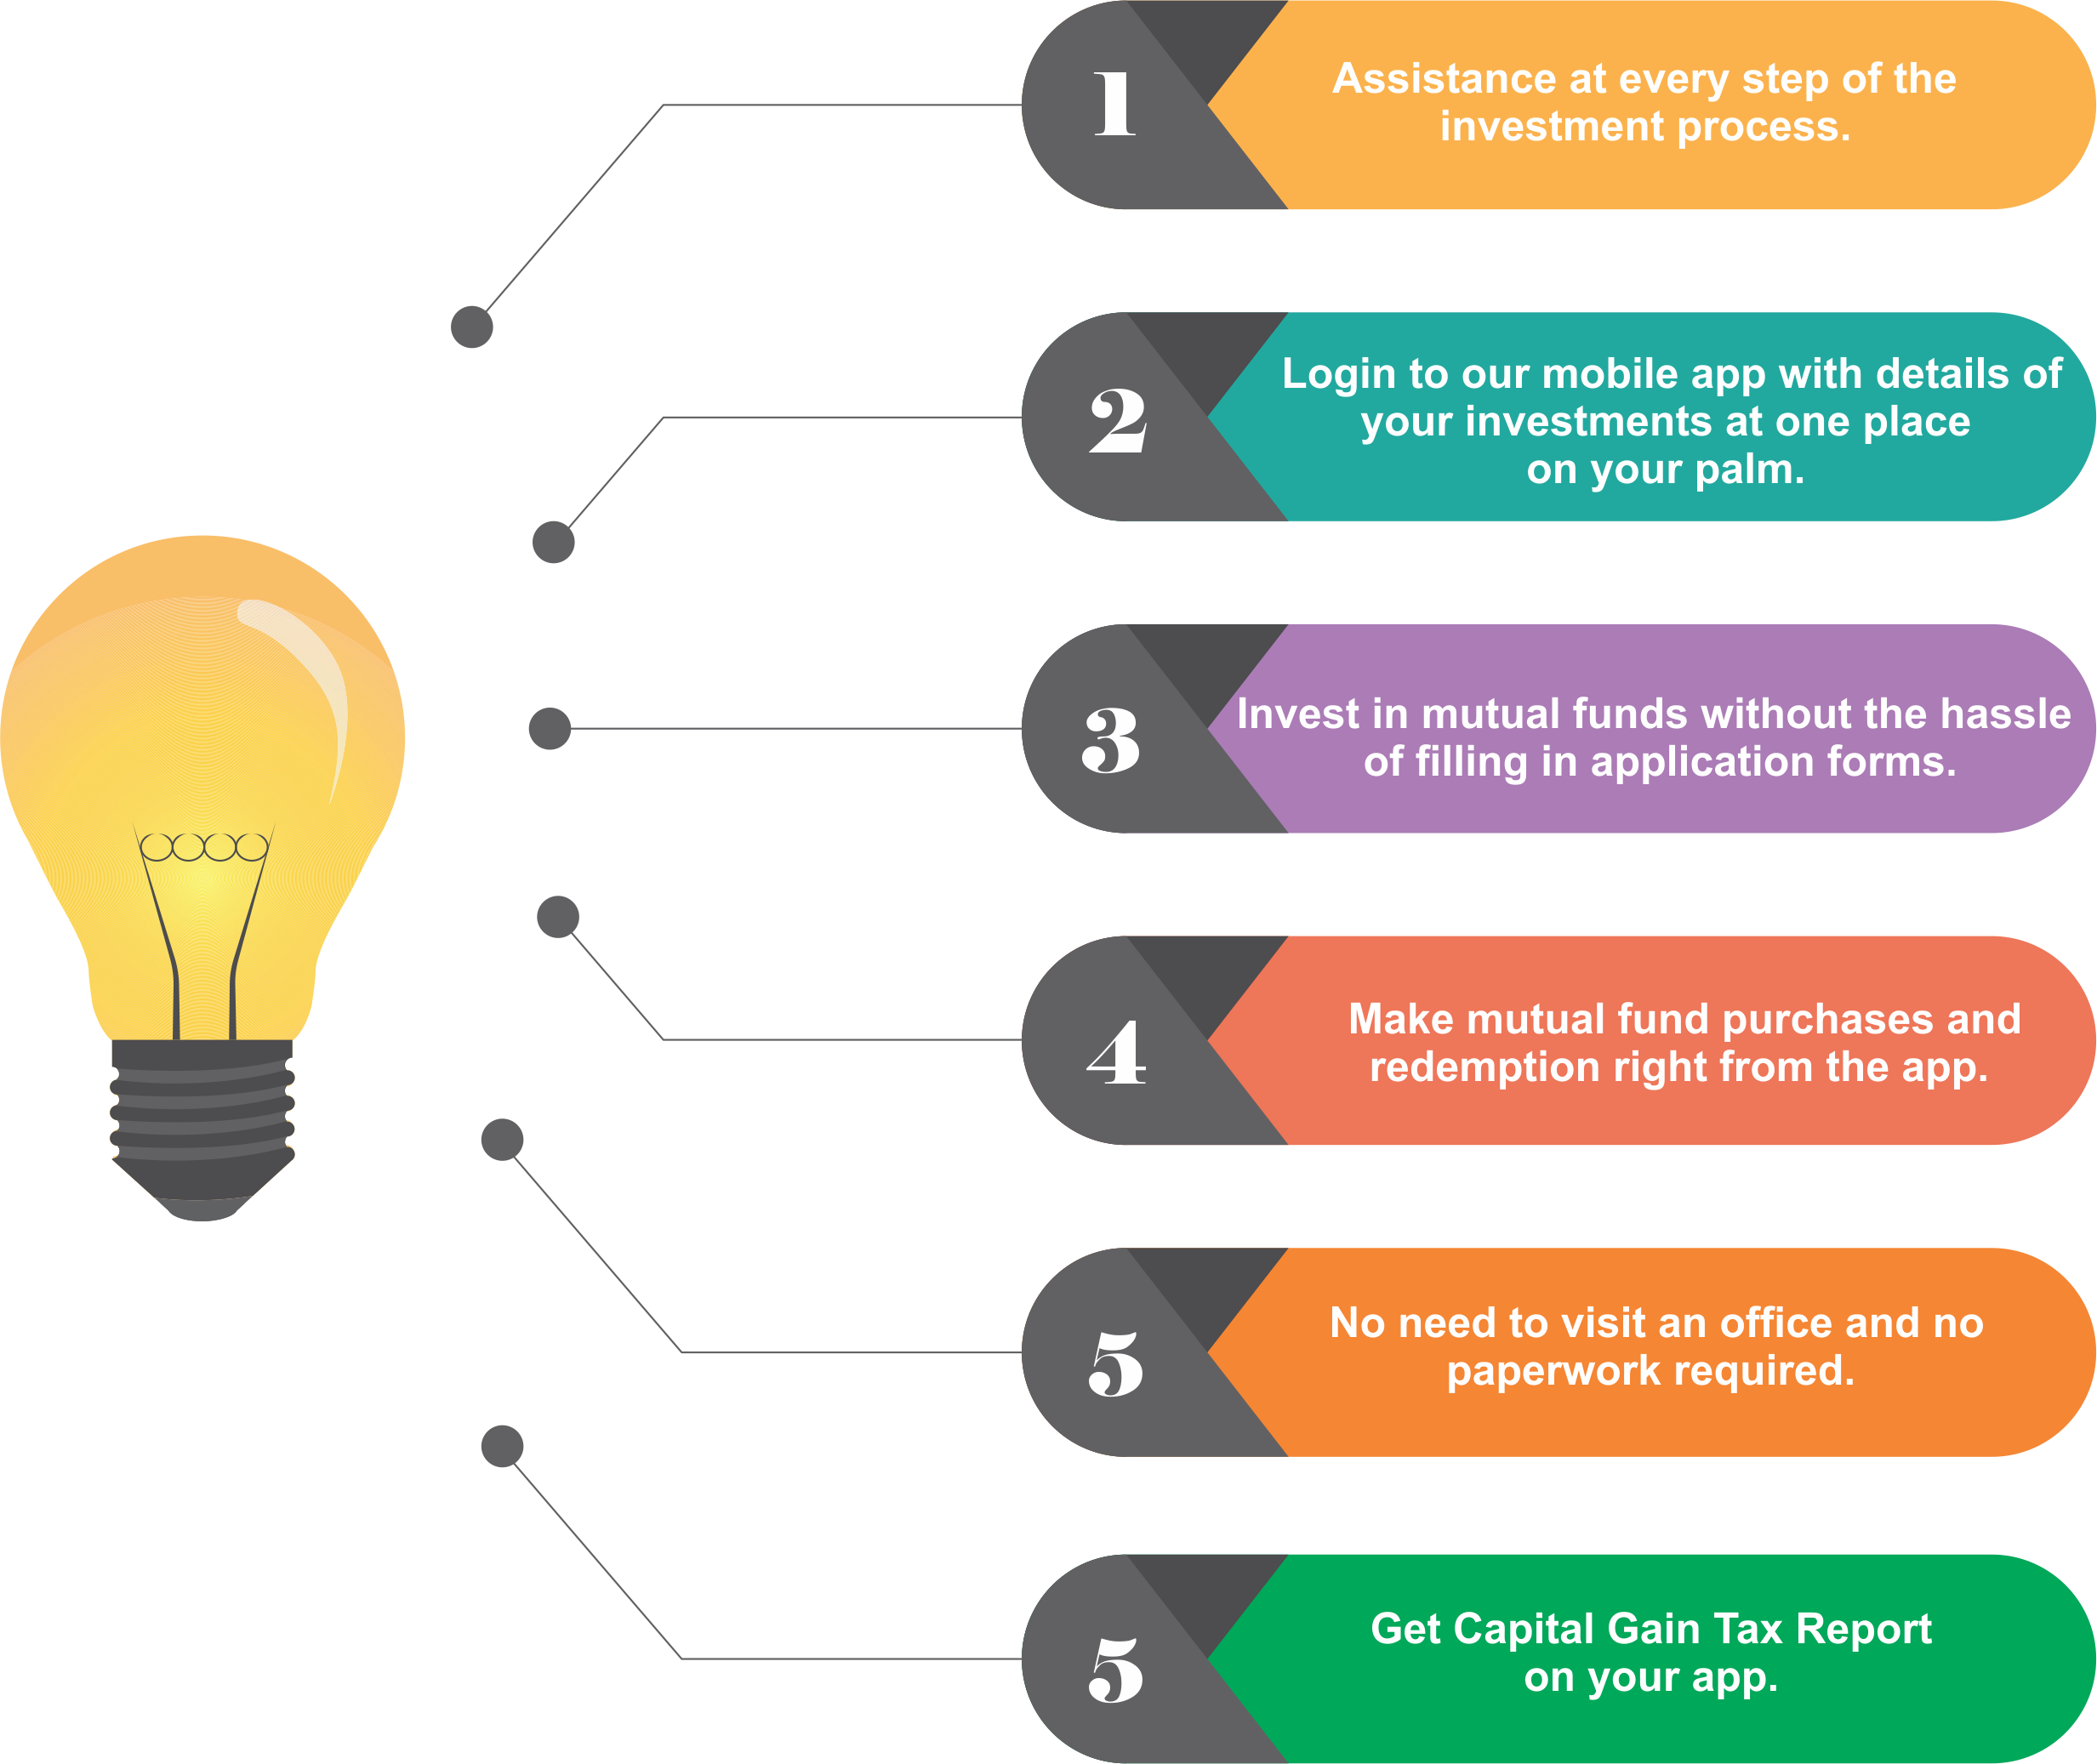 1
Assistance at every step of the
investment process.
2
Login to our mobile app with details of
your investments at one place
on your palm.
3
Invest in mutual funds without the hassle
of filling in application forms.
4
Make mutual fund purchases and
redemption right from the app.
5
No need to visit an office and no
paperwork required.
5
Get Capital Gain Tax Report
on your app.